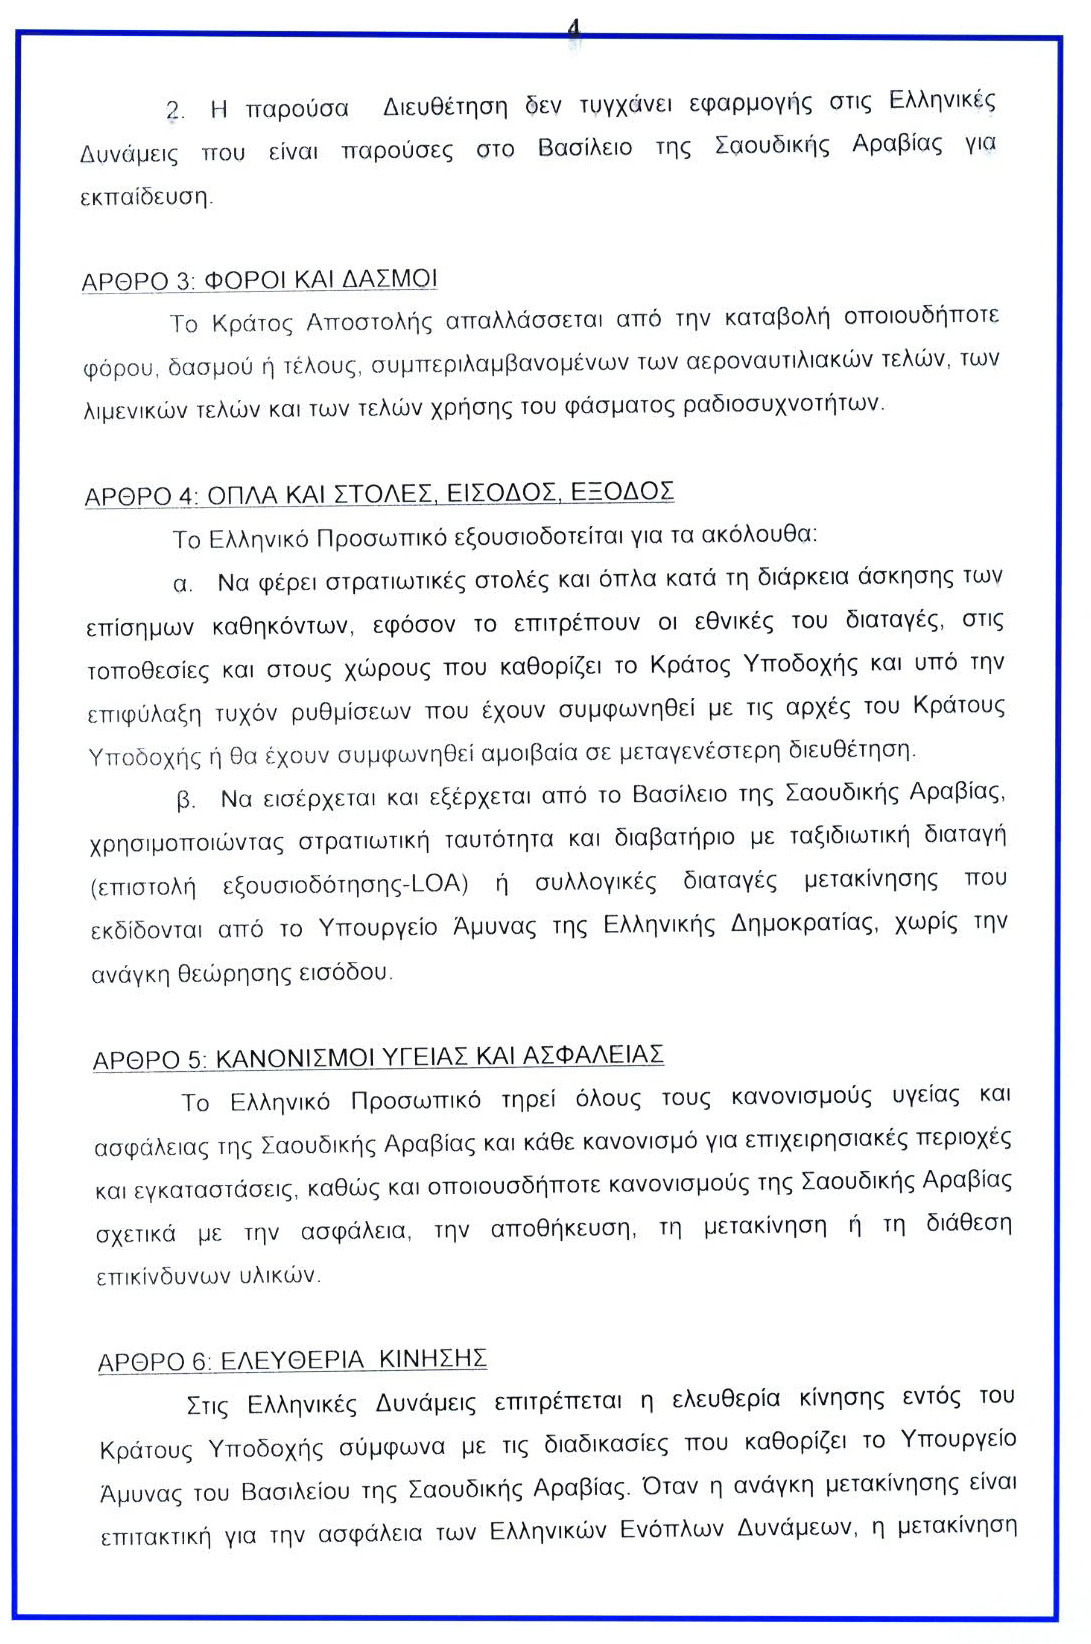 4
2. Η παρούσα Διευθέτηση δεν τυγχάνει εφαρμογής στις Ελληνικές
Δυνάμεις που είναι παρούσες στο Βασίλειο της Σαουδικής Αραβίας για
εκπαίδευση.
ΑΡΘΡΟ 3: ΦΟΡΟΙ ΚΑΙ ΔΑΣΜΟΙ
Το Κράτος Αποστολής απαλλάσσεται από την καταβολή οποιουδήποτε
φόρου, δασμού ή τέλους, συμπεριλαμβανομένων των αεροναυτιλιακών τελών, των
λιμενικών τελών και των τελών χρήσης του φάσματος ραδιοσυχνοτήτων.
ΑΡΘΡΟ 4: ΟΠΛΑ ΚΑΙ ΣΤΟΛΕΣ, ΕΙΣΟΔΟΣ, ΕΞΟΔΟΣ
Το Ελληνικό Προσωπικό εξουσιοδοτείται για τα ακόλουθα:
α. Να φέρει στρατιωτικές στολές και όπλα κατά τη διάρκεια άσκησης των
επίσημων καθηκόντων, εφόσον το επιτρέπουν οι εθνικές του διαταγές, στις
τοποθεσίες και στους χώρους που καθορίζει το Κράτος Υποδοχής και υπό την
επιφύλαξη τυχόν ρυθμίσεων που έχουν συμφωνηθεί με τις αρχές του Κράτους
Υποδοχής ή θα έχουν συμφωνηθεί αμοιβαία σε μεταγενέστερη διευθέτηση.
β. Να εισέρχεται και εξέρχεται από το Βασίλειο της Σαουδικής Αραβίας,
χρησιμοποιώντας στρατιωτική ταυτότητα και διαβατήριο με ταξιδιωτική διαταγή
(επιστολή εξουσιοδότησης-LOA) ή συλλογικές διαταγές μετακίνησης που
εκδίδονται από το Υπουργείο Άμυνας της Ελληνικής Δημοκρατίας, χωρίς την
ανάγκη θεώρησης εισόδου.
ΑΡΘΡΟ 5: ΚΑΝΟΝΙΣΜΟΙ ΥΓΕΙΑΣ ΚΑΙ ΑΣΦΑΛΕΙΑΣ
Το Ελληνικό Προσωπικό τηρεί όλους τους κανονισμούς υγείας και
ασφάλειας της Σαουδικής Αραβίας και κάθε κανονισμό για επιχειρησιακές περιοχές
και εγκαταστάσεις, καθώς και οποιουσδήποτε κανονισμούς της Σαουδικής Αραβίας
σχετικά με την ασφάλεια, την αποθήκευση, τη μετακίνηση ή τη διάθεση
επικίνδυνων υλικών.
ΑΡΘΡΟ 6: ΕΛΕΥΘΕΡΙΑ ΚΙΝΗΣΗΣ
Στις Ελληνικές Δυνάμεις επιτρέπεται η ελευθερία κίνησης εντός του
Κράτους Υποδοχής σύμφωνα με τις διαδικασίες που καθορίζει το Υπουργείο
Άμυνας του Βασιλείου της Σαουδικής Αραβίας. Όταν η ανάγκη μετακίνησης είναι
επιτακτική για την ασφάλεια των Ελληνικών Ενόπλων Δυνάμεων, η μετακίνηση